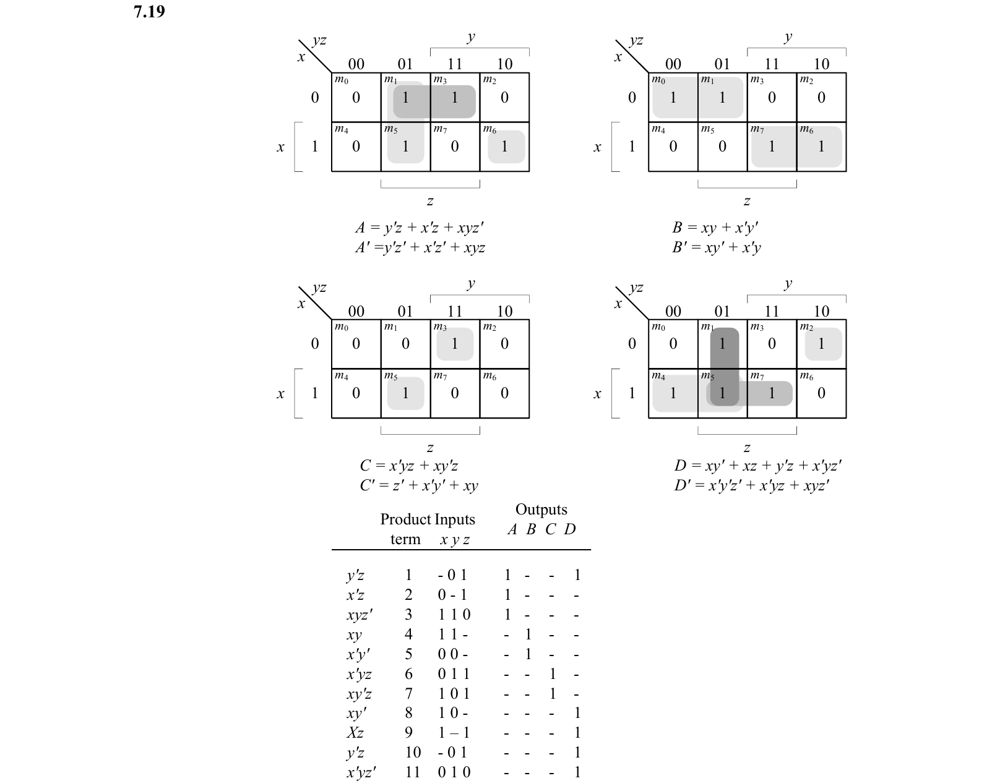 7.19
yz y yz y
x x
00 01 11 10 00 01 11 10
m0 m1 m3 m2 m0 m1 m3 m2
0 0 1 1 0 0 1 1 0 0
m4 m5 m7 m6 m4 m5 m7 m6
x 1 0 1 0 1 x 1 0 0 1 1
z z
A = y'z + x'z + xyz' B = xy + x'y'
A' =y'z' + x'z' + xyz B' = xy' + x'y
yz y yz y
x x
00 01 11 10 00 01 11 10
m0 m1 m3 m2 m0 m1 m3 m2
0 0 0 1 0 0 0 1 0 1
m4 m5 m7 m6 m4 m5 m7 m6
x 1 0 1 0 0 x 1 1 1 1 0
z z
C = x'yz + xy'z D = xy' + xz + y'z + x'yz'
C' = z' + x'y' + xy D' = x'y'z' + x'yz + xyz'
Outputs
Product Inputs
term x y z A B C D
y'z 1 - 0 1 1 - - 1
x'z 2 0 - 1 1 - - -
xyz' 3 1 1 0 1 - - -
xy 4 1 1 - - 1 - -
x'y' 5 0 0 - - 1 - -
x'yz 6 0 1 1 - - 1 -
xy'z 7 1 0 1 - - 1 -
xy' 8 1 0 - - - - 1
Xz 9 1 – 1 - - - 1
y'z 10 - 0 1 - - - 1
x'yz' 11 0 1 0 - - - 1